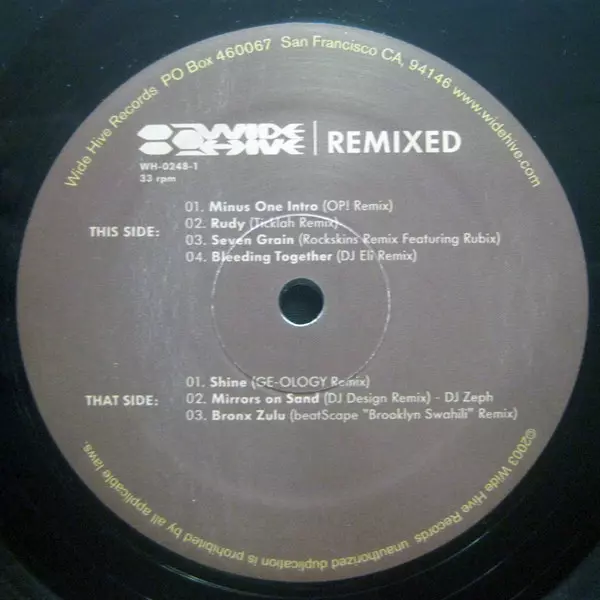 Wide Hive Records PO Box 460067 San Francisco CA, 94146 www.widehive.com
WIDE HIVE | REMIXED
WH-0248-1
33 rpm
THIS SIDE:
01. Minus One Intro (OP! Remix)
02. Rudy (Ticklah Remix)
03. Seven Grain (Rockskins Remix Featuring Rubix)
04. Bleeding Together (DJ Eli Remix)
THAT SIDE:
01. Shine (GE-OLOGY Remix)
02. Mirrors on Sand (DJ Design Remix) - DJ Zeph
03. Bronx Zulu (beatScape "Brooklyn Swahili" Remix)
©2003 Wide Hive Records unauthorized duplication is prohibited by all applicable laws.